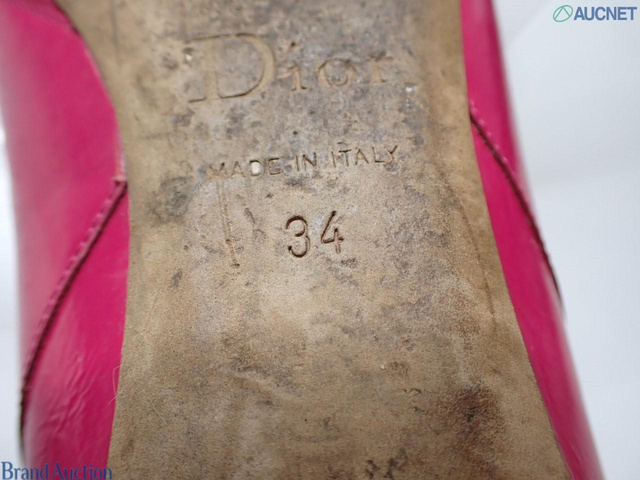 AUCNET
Dior
MADE IN ITALY
34
Brand Auction